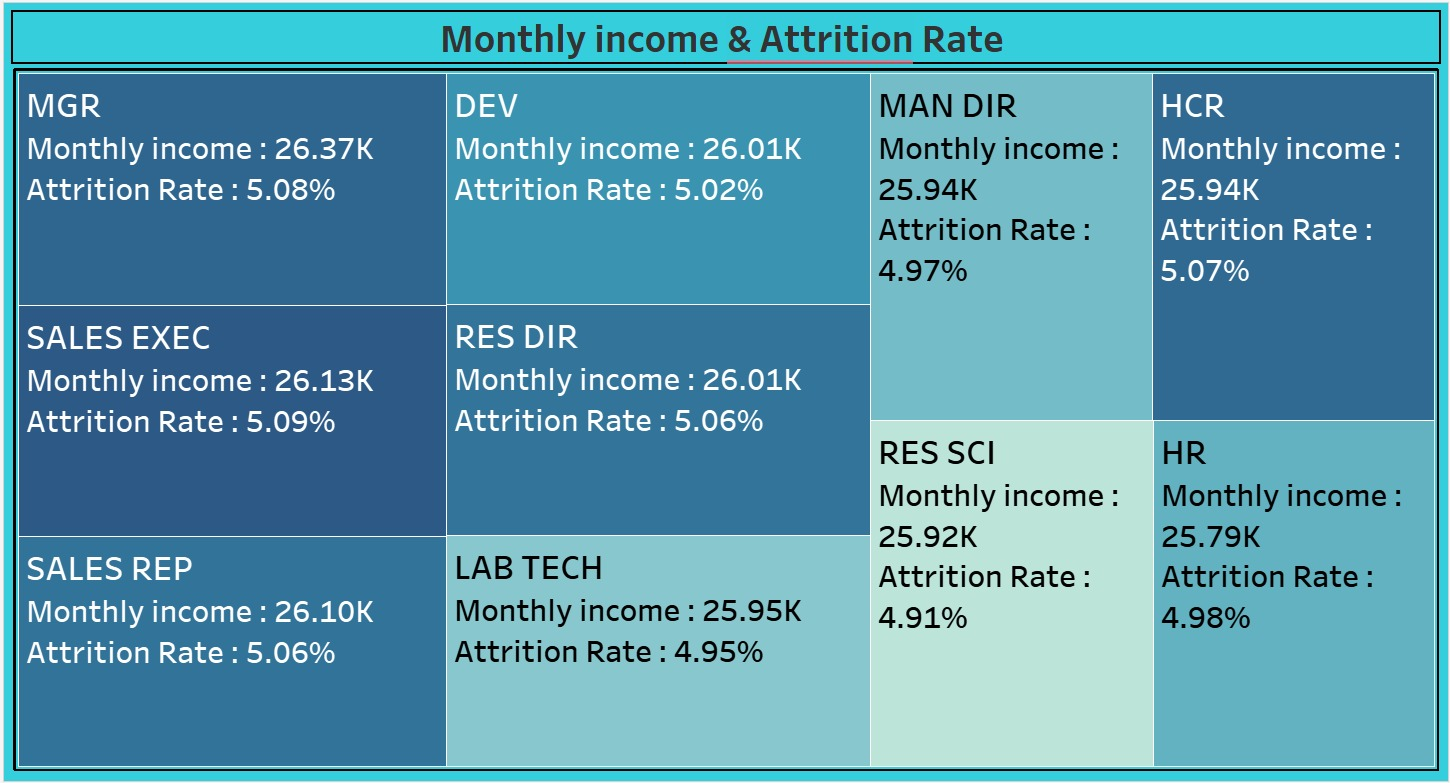 Monthly income & Attrition Rate
MGR
Monthly income : 26.37K
Attrition Rate : 5.08%
SALES EXEC
Monthly income : 26.13K
Attrition Rate : 5.09%
SALES REP
Monthly income : 26.10K
Attrition Rate : 5.06%
DEV
Monthly income : 26.01K
Attrition Rate : 5.02%
RES DIR
Monthly income : 26.01K
Attrition Rate : 5.06%
LAB TECH
Monthly income : 25.95K
Attrition Rate : 4.95%
MAN DIR
Monthly income :
25.94K
Attrition Rate :
4.97%
HCR
Monthly income :
25.94K
Attrition Rate :
5.07%
RES SCI
Monthly income :
25.92K
Attrition Rate :
4.91%
HR
Monthly income :
25.79K
Attrition Rate :
4.98%